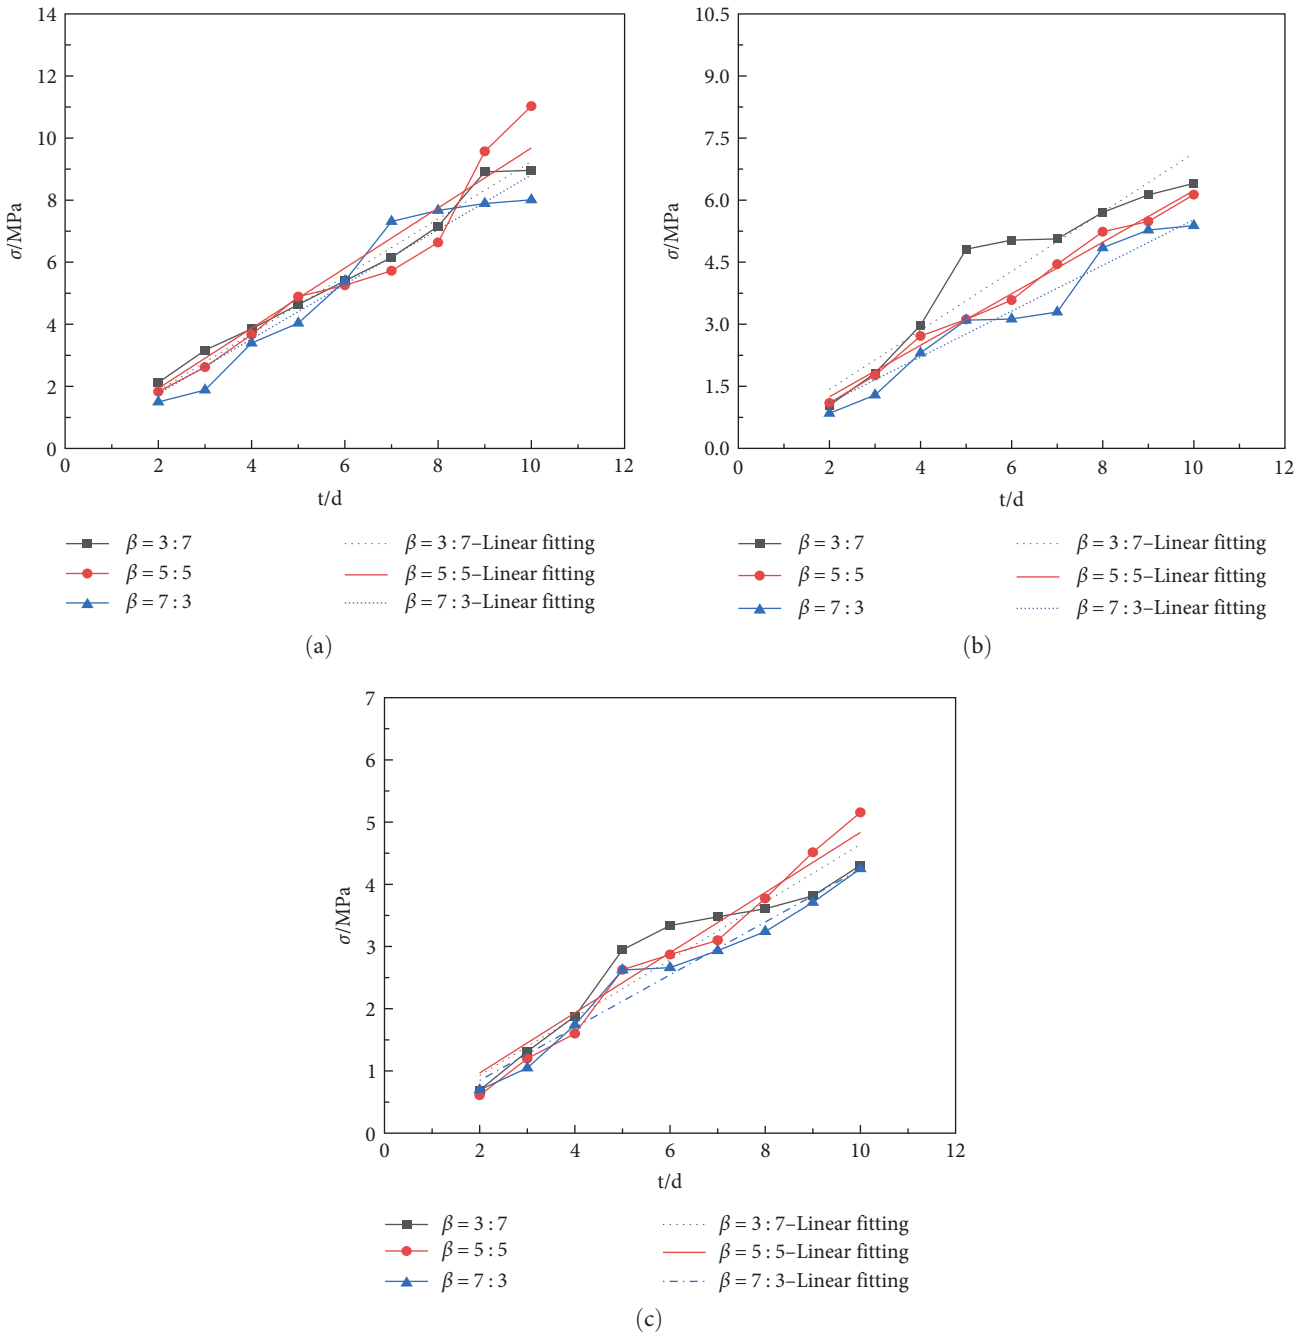 14
12
10
8
6
4
2
0
σ/MPa
0 2 4 6 8 10 12
t/d
β = 3 : 7
β = 5 : 5
β = 7 : 3
β = 3 : 7–Linear fitting
β = 5 : 5–Linear fitting
β = 7 : 3–Linear fitting
(a)
10.5
9.0
7.5
6.0
4.5
3.0
1.5
0.0
σ/MPa
0 2 4 6 8 10 12
t/d
β = 3 : 7
β = 5 : 5
β = 7 : 3
β = 3 : 7–Linear fitting
β = 5 : 5–Linear fitting
β = 7 : 3–Linear fitting
(b)
7
6
5
4
3
2
1
0
σ/MPa
0 2 4 6 8 10 12
t/d
β = 3 : 7
β = 5 : 5
β = 7 : 3
β = 3 : 7–Linear fitting
β = 5 : 5–Linear fitting
β = 7 : 3–Linear fitting
(c)